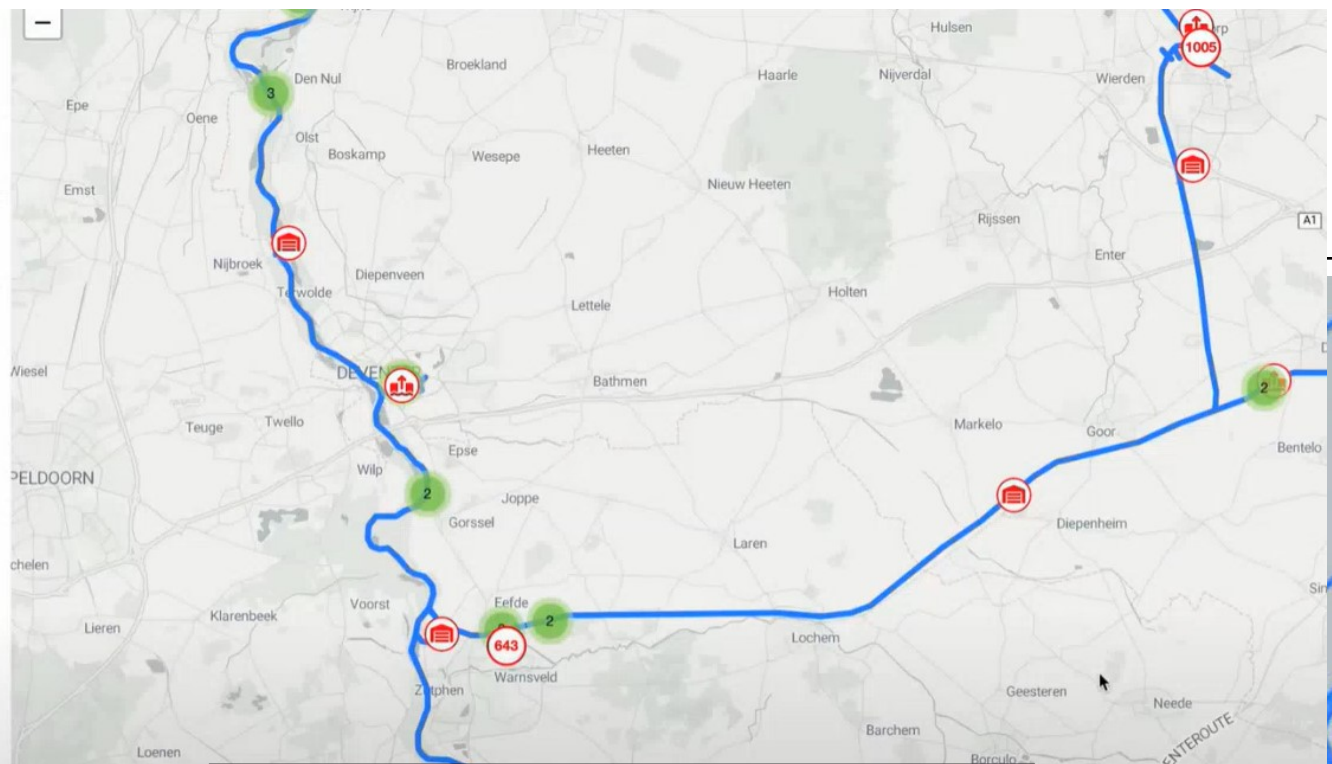 −
Hulsen
1005
Broekland
Den Nul
Haarle
Nijverdal
Wierden
3
Epe
Oene
Olst
Boskamp
Wesepe
Heeten
Nieuw Heeten
Ernst
Rijssen
A1
Enter
Nijbroek
Diepenveen
Terwolde
Lettele
Holten
Wiesel
Bathmen
2
Teuge
Twello
Markelo
Goor
Bentelo
Epse
Wilp
PELDOORN
2
Joppe
Gorssel
Diepenheim
Laren
chelen
Eefde
Voorst
Klarenbeek
2
Lieren
643
Lochem
Warnsveld
Zutphen
Geesteren
Neede
Barchem
ENTEROUTE
Loenen
Borculo